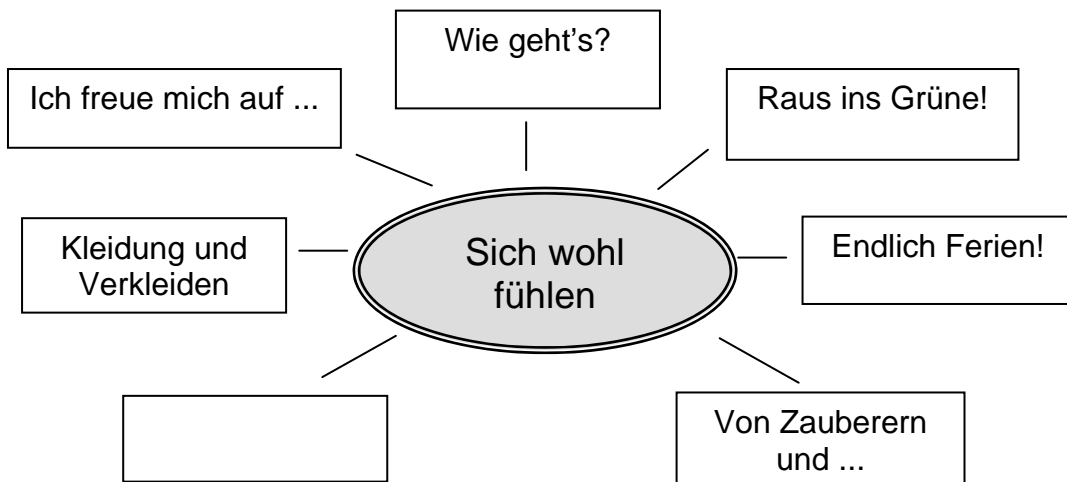 Wie geht's?
Ich freue mich auf ...
Raus ins Grüne!
Kleidung und
Verkleiden
Sich wohl
fühlen
Endlich Ferien!
Von Zauberern
und ...